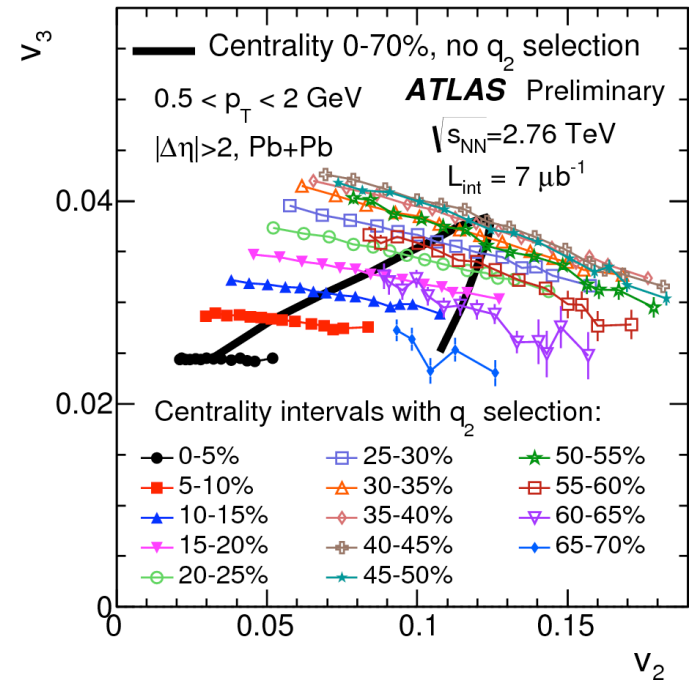 v3
Centrality 0-70%, no q2 selection
0.5 < pT < 2 GeV
ATLAS Preliminary
|Δη|>2, Pb+Pb
√sNN=2.76 TeV
Lint = 7 μb-1
0.04
0.02
0
Centrality intervals with q2 selection:
0-5%
25-30%
50-55%
5-10%
30-35%
55-60%
10-15%
35-40%
60-65%
15-20%
40-45%
65-70%
20-25%
45-50%
0
0.05
0.1
0.15
v2